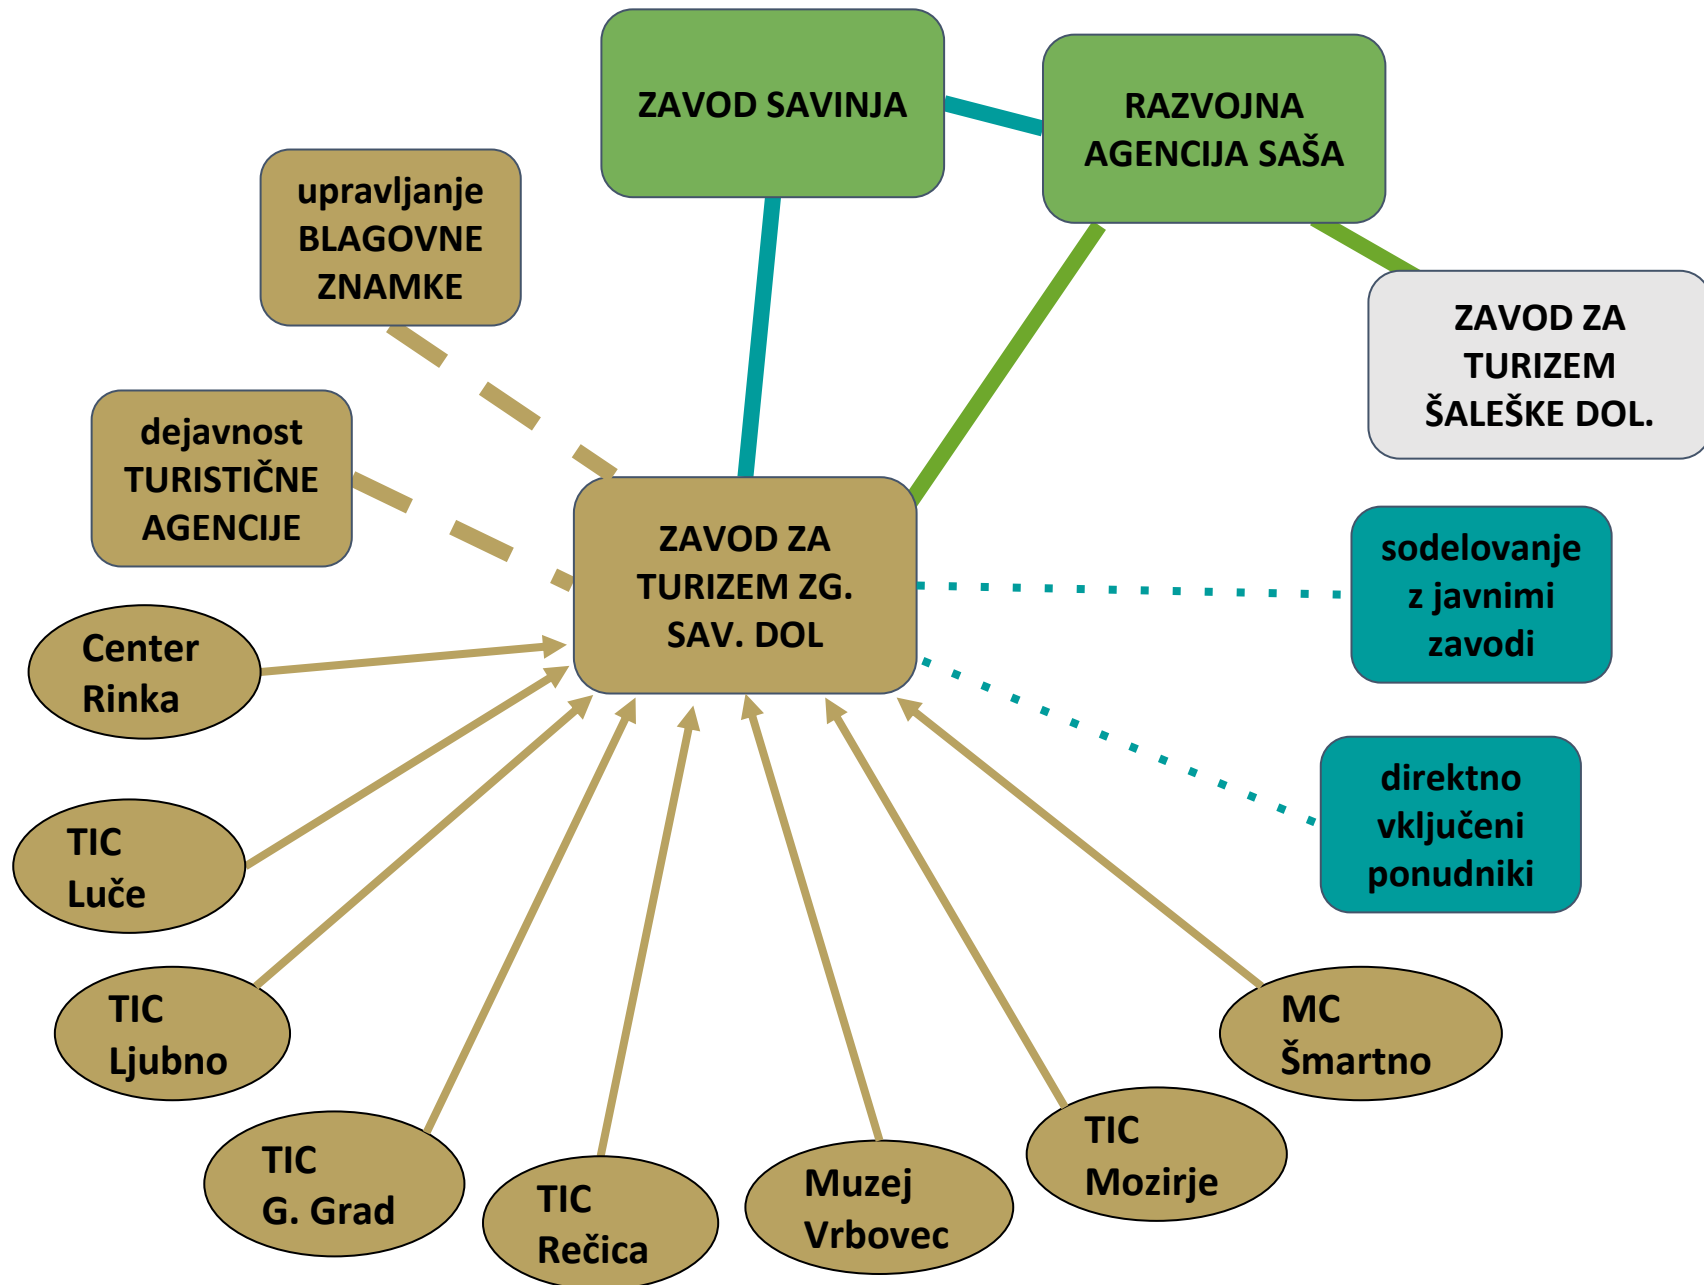 ZAVOD SAVINJA
RAZVOJNA
AGENCIJA SAŠA
upravljanje
BLAGOVNE
ZNAMKE
ZAVOD ZA
TURIZEM
ŠALEŠKE DOL.
dejavnost
TURISTIČNE
AGENCIJE
ZAVOD ZA
TURIZEM ZG.
SAV. DOL
sodelovanje
z javnimi
zavodi
Center
Rinka
direktno
vključeni
ponudniki
TIC
Luče
TIC
Ljubno
MC
Šmartno
TIC
G. Grad
TIC
Rečica
Muzej
Vrbovec
TIC
Mozirje